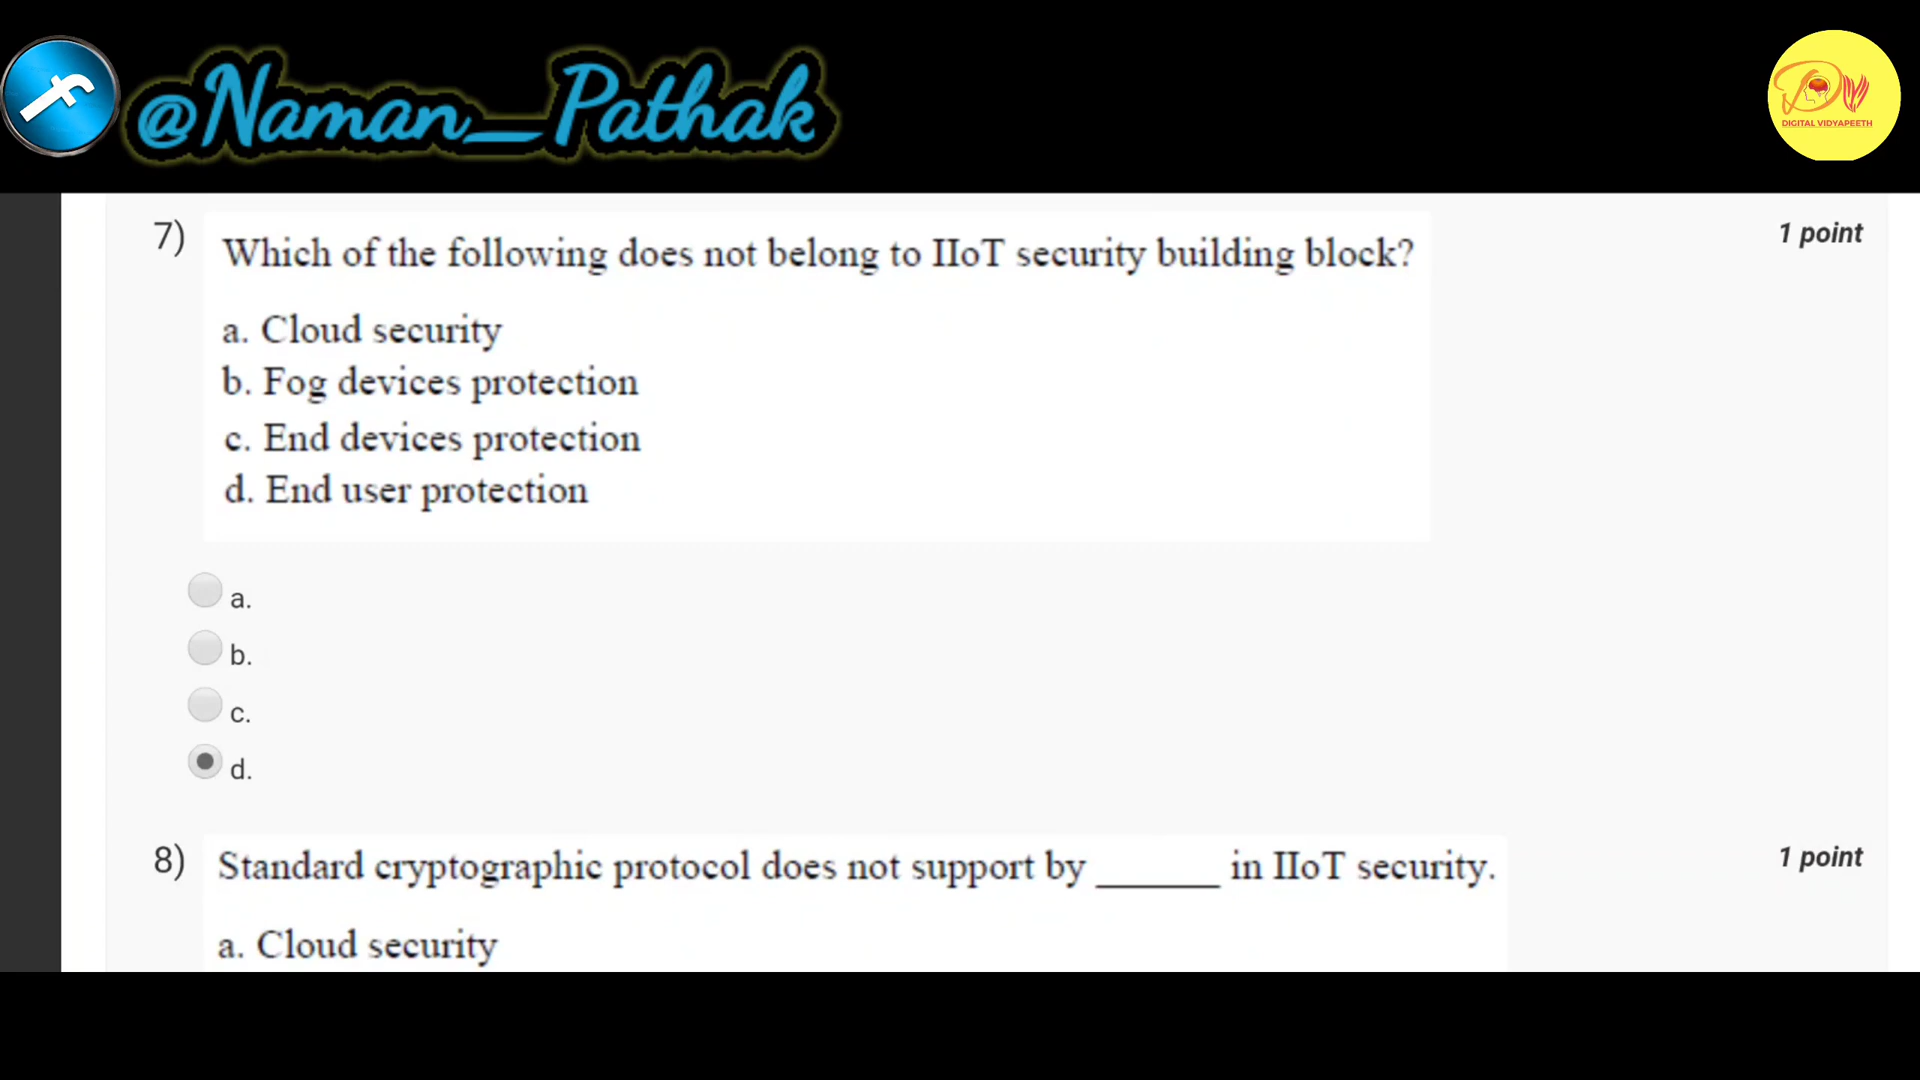 @Naman_Pathak
DIGITAL VIDYAPEETH
7) Which of the following does not belong to IIoT security building block? 1 point
a. Cloud security
b. Fog devices protection
c. End devices protection
d. End user protection
a.
b.
c.
d.
8) Standard cryptographic protocol does not support by ______ in IIoT security. 1 point
a. Cloud security